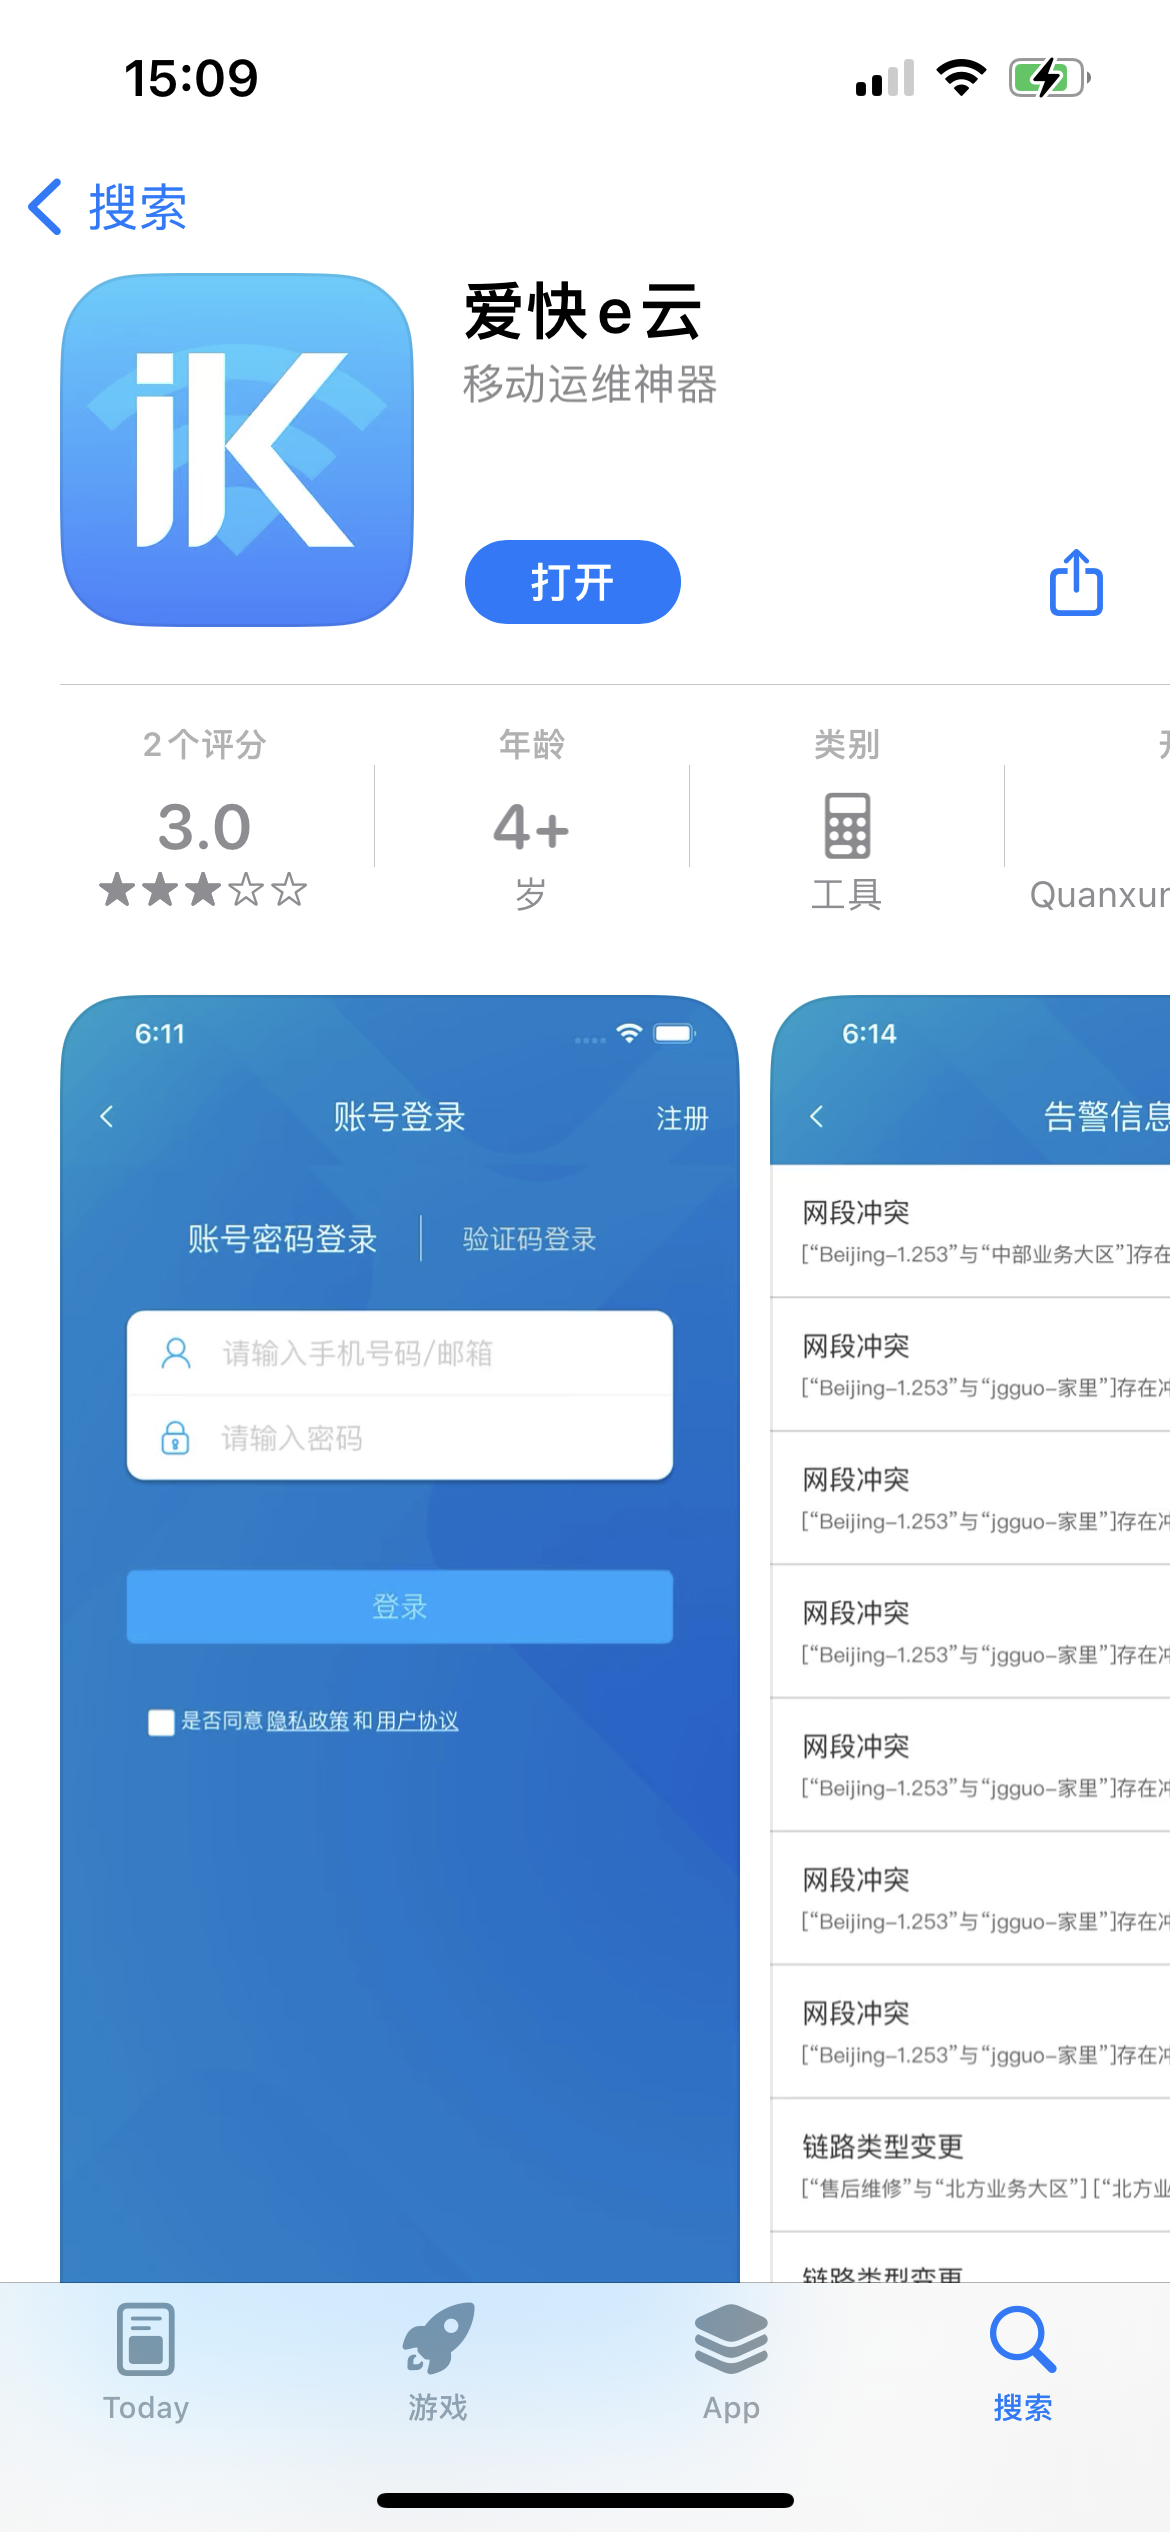 15:09
搜索
iK
爱快e云
移动运维神器
打开
2个评分
年龄
类别
3.0
4+
岁
工具
Quanxun
6:11
账号登录
注册
账号密码登录
验证码登录
请输入手机号码/邮箱
请输入密码
登录
是否同意隐私政策和用户协议
6:14
告警信息
网段冲突
[“Beijing-1.253”与“中部业务大区”]存在
网段冲突
[“Beijing-1.253”与“jgguo-家里”]存在冲
网段冲突
[“Beijing-1.253”与“jgguo-家里”]存在冲
网段冲突
[“Beijing-1.253”与“jgguo-家里”]存在冲
网段冲突
[“Beijing-1.253”与“jgguo-家里”]存在冲
网段冲突
[“Beijing-1.253”与“jgguo-家里”]存在冲
网段冲突
[“Beijing-1.253”与“jgguo-家里”]存在冲
链路类型变更
[“售后维修”与“北方业务大区”] [“北方业
链路类型变更
Today
游戏
App
搜索